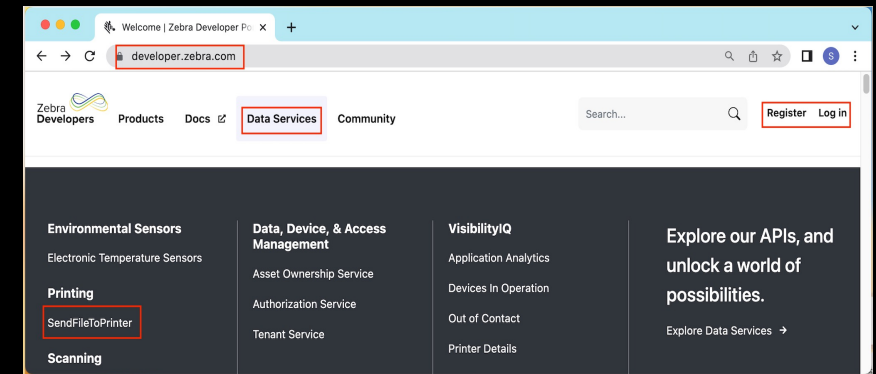 Welcome | Zebra Developer Po
developer.zebra.com
S
Zebra
Developers
Products Docs Data Services Community
Search...
Register Log in
Environmental Sensors
Electronic Temperature Sensors
Printing
SendFileToPrinter
Scanning
Data, Device, & Access
Management
Asset Ownership Service
Authorization Service
Tenant Service
VisibilityIQ
Application Analytics
Devices In Operation
Out of Contact
Printer Details
Explore our APIs, and
unlock a world of
possibilities.
Explore Data Services →